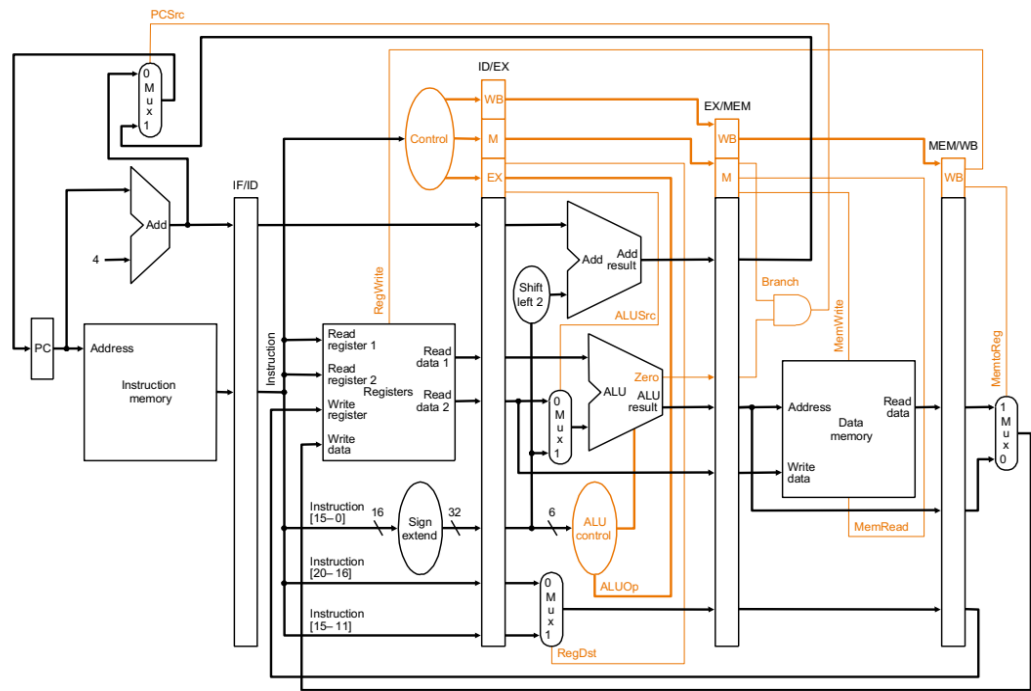 PCSrc
ID/EX
0
M
u
x
1
WB
EX/MEM
Control
M
WB
MEM/WB
EX
M
WB
IF/ID
Add
4
Add
Add
result
RegWrite
Shift
left 2
Branch
ALUSrc
MemWrite
PC
Address
Instruction
memory
Instruction
Read
register 1
Read
data 1
Read
register 2
Registers
Read
data 2
Write
register
Write
data
Zero
ALU
ALU
result
0
M
u
x
1
Address
Read
data
Data
memory
Write
data
MemtoReg
1
M
u
x
0
Instruction
[15–0]
16
Sign
extend
32
6
ALU
control
MemRead
Instruction
[20–16]
ALUOp
0
M
u
x
1
Instruction
[15–11]
RegDst